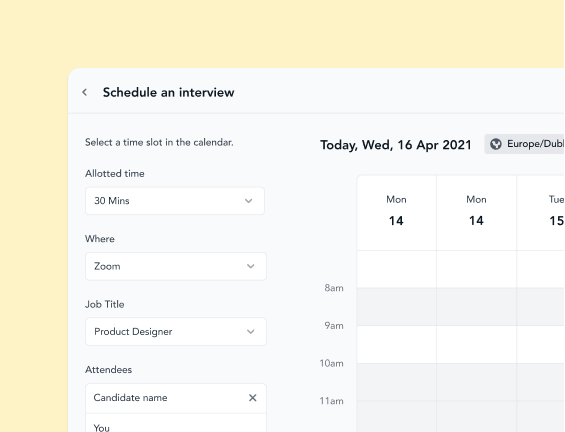 Schedule an interview
Select a time slot in the calendar.
Allotted time
30 Mins
Where
Zoom
Job Title
Product Designer
Attendees
Candidate name
You
Today, Wed, 16 Apr 2021
Europe/Dubl
Mon
14
Mon
14
Tue
15
8am
9am
10am
11am